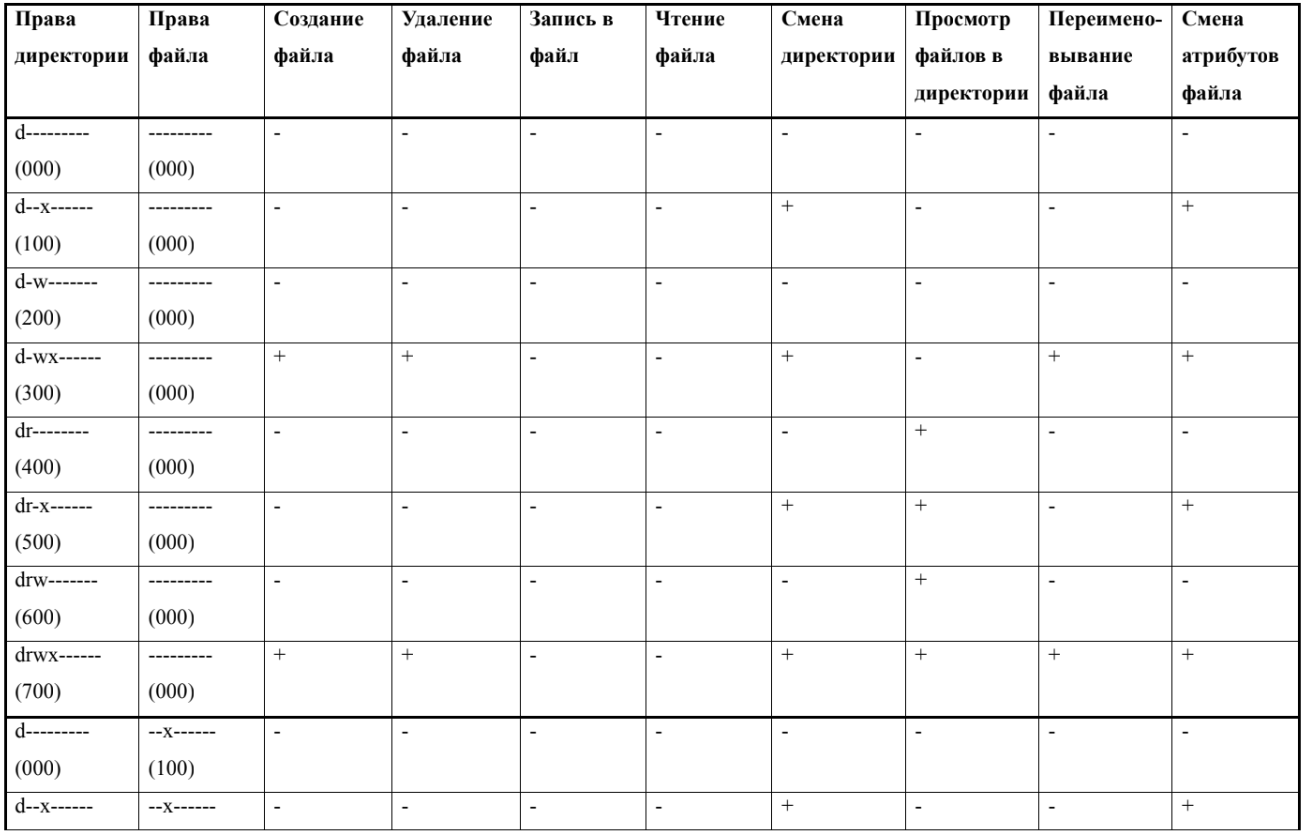 Права директории | Права файла | Создание файла | Удаление файла | Запись в файл | Чтение файла | Смена директории | Просмотр файлов в директории | Переимено-вывание файла | Смена атрибутов файла
d--------- (000) | --------- (000) | - | - | - | - | - | - | - | -
d--x------ (100) | --------- (000) | - | - | - | - | + | - | - | +
d-w------- (200) | --------- (000) | - | - | - | - | - | - | - | -
d-wx------ (300) | --------- (000) | + | + | - | - | + | - | + | +
dr-------- (400) | --------- (000) | - | - | - | - | - | + | - | -
dr-x------ (500) | --------- (000) | - | - | - | - | + | + | - | +
drw------- (600) | --------- (000) | - | - | - | - | - | + | - | -
drwx------ (700) | --------- (000) | + | + | - | - | + | + | + | +
d--------- (000) | --x------ (100) | - | - | - | - | - | - | - | -
d--x------ | --x------ | - | - | - | - | + | - | - | +